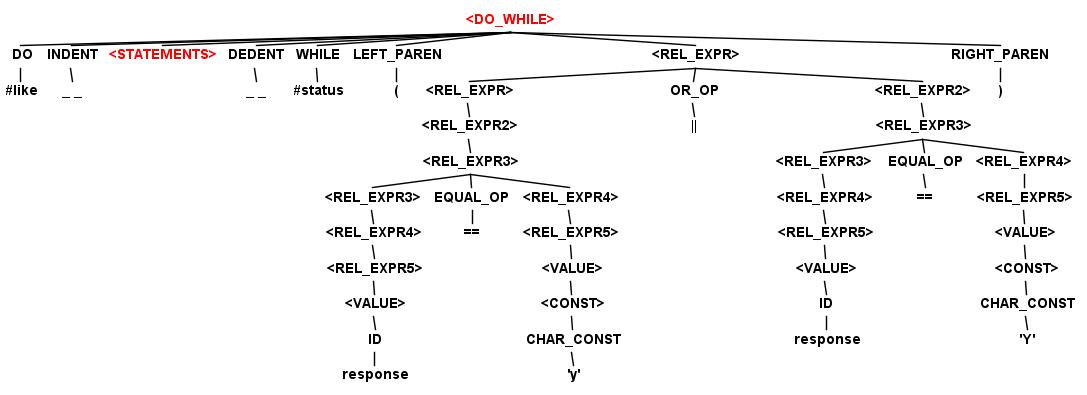 <DO_WHILE>
DO INDENT <STATEMENTS> DEDENT WHILE LEFT_PAREN <REL_EXPR> RIGHT_PAREN
#like _ _ _ _ #status ( <REL_EXPR> OR_OP <REL_EXPR2> )
<REL_EXPR2> || <REL_EXPR3>
<REL_EXPR3> <REL_EXPR3> EQUAL_OP <REL_EXPR4>
<REL_EXPR3> EQUAL_OP <REL_EXPR4> <REL_EXPR4> == <REL_EXPR5>
<REL_EXPR4> == <REL_EXPR5> <REL_EXPR5> <VALUE>
<REL_EXPR5> <VALUE> <VALUE> <CONST>
<VALUE> <CONST> ID CHAR_CONST
ID CHAR_CONST response 'Y'
response 'y'